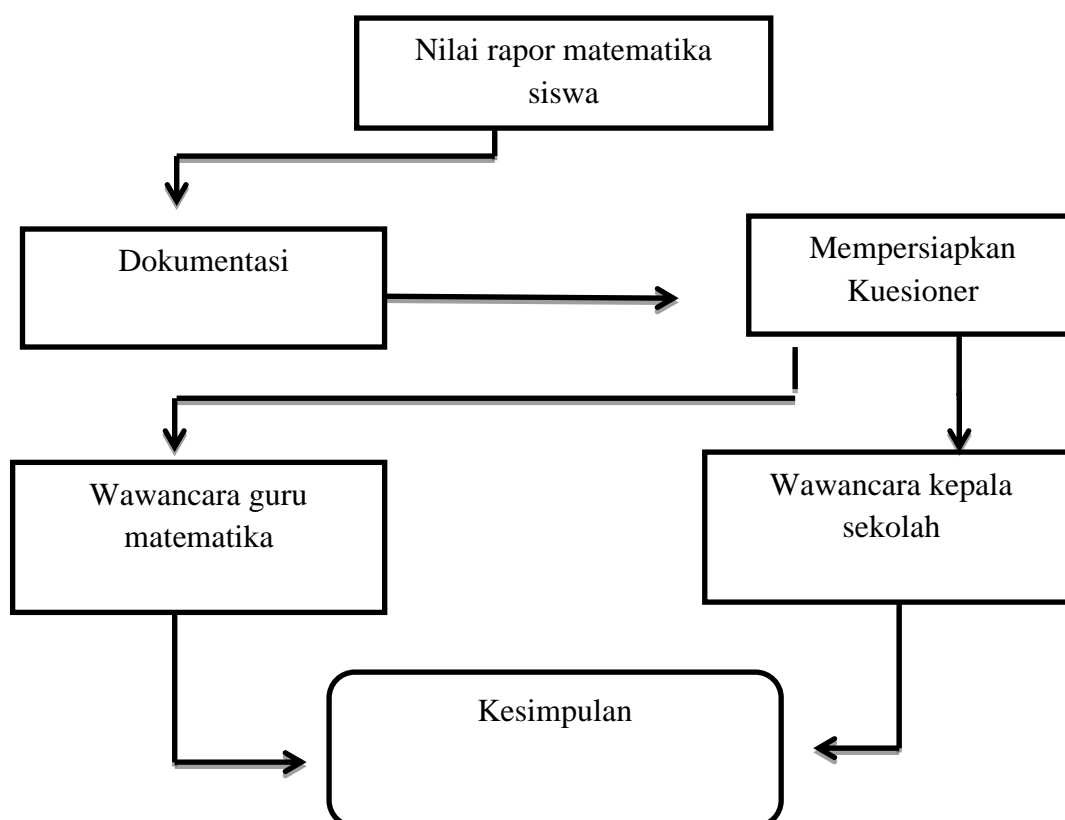 Nilai rapor matematika
siswa
Dokumentasi
Mempersiapkan
Kuesioner
Wawancara guru
matematika
Wawancara kepala
sekolah
Kesimpulan